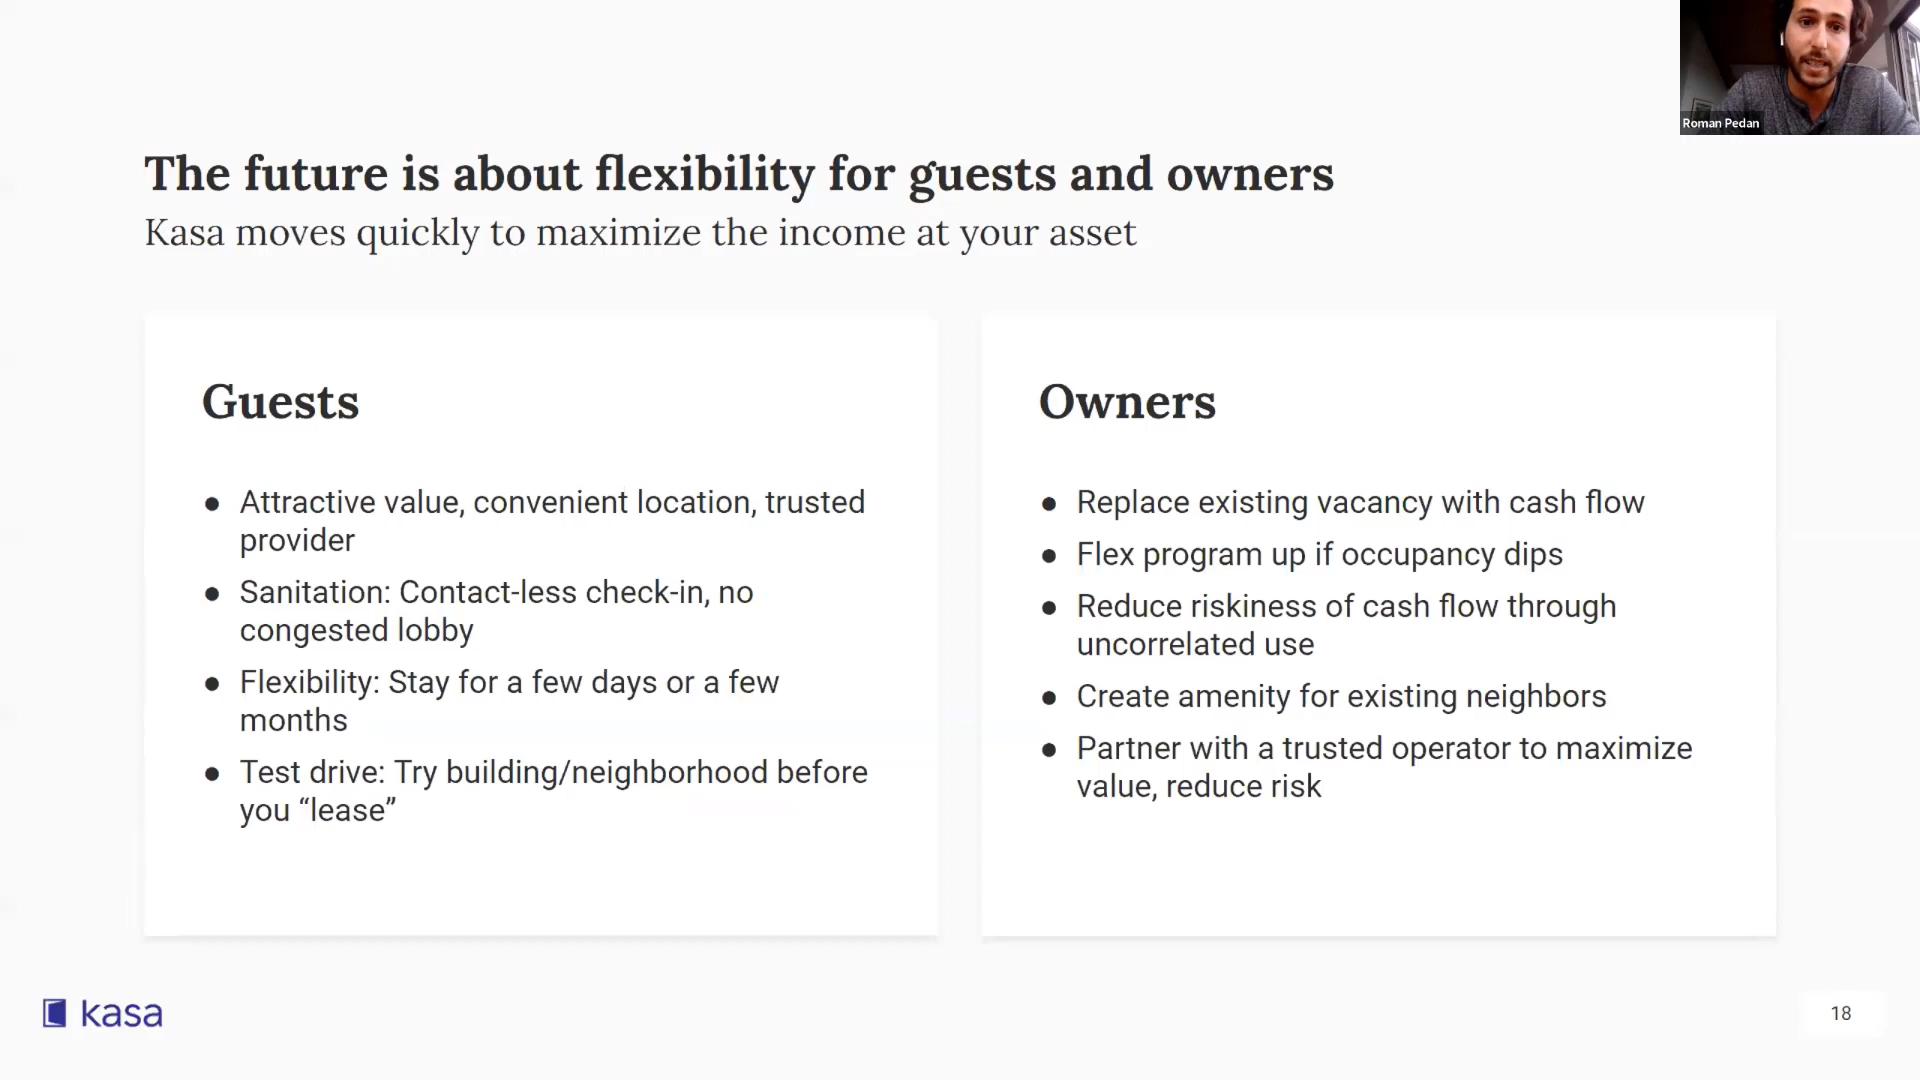 Roman Pedan
The future is about flexibility for guests and owners
Kasa moves quickly to maximize the income at your asset
Guests
● Attractive value, convenient location, trusted
provider
● Sanitation: Contact-less check-in, no
congested lobby
● Flexibility: Stay for a few days or a few
months
● Test drive: Try building/neighborhood before
you “lease”
Owners
● Replace existing vacancy with cash flow
● Flex program up if occupancy dips
● Reduce riskiness of cash flow through
uncorrelated use
● Create amenity for existing neighbors
● Partner with a trusted operator to maximize
value, reduce risk
kasa
18